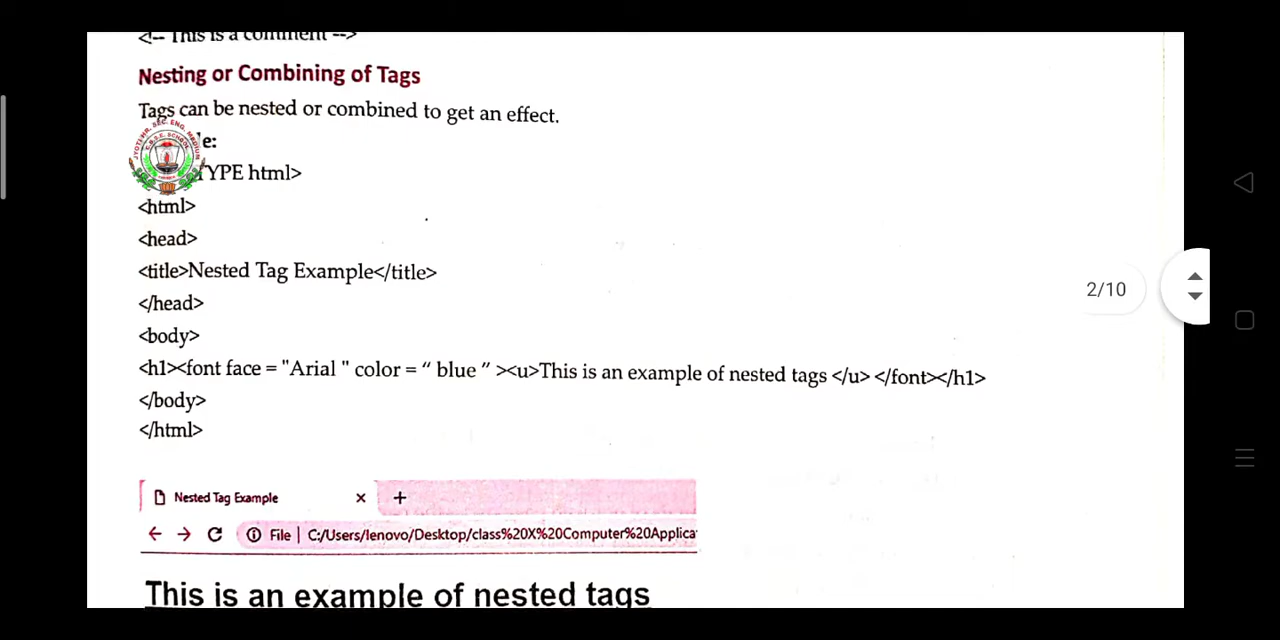 <!-- This is a comment -->
Nesting or Combining of Tags
Tags can be nested or combined to get an effect.
e:
YPE html>
<html>
<head>
<title>Nested Tag Example</title>
</head>
<body>
<h1><font face = "Arial " color = “ blue ” ><u>This is an example of nested tags </u> </font></h1>
</body>
</html>
Nested Tag Example × +
← → C File | C:/Users/lenovo/Desktop/class%20X%20Computer%20Applica
This is an example of nested tags
2/10